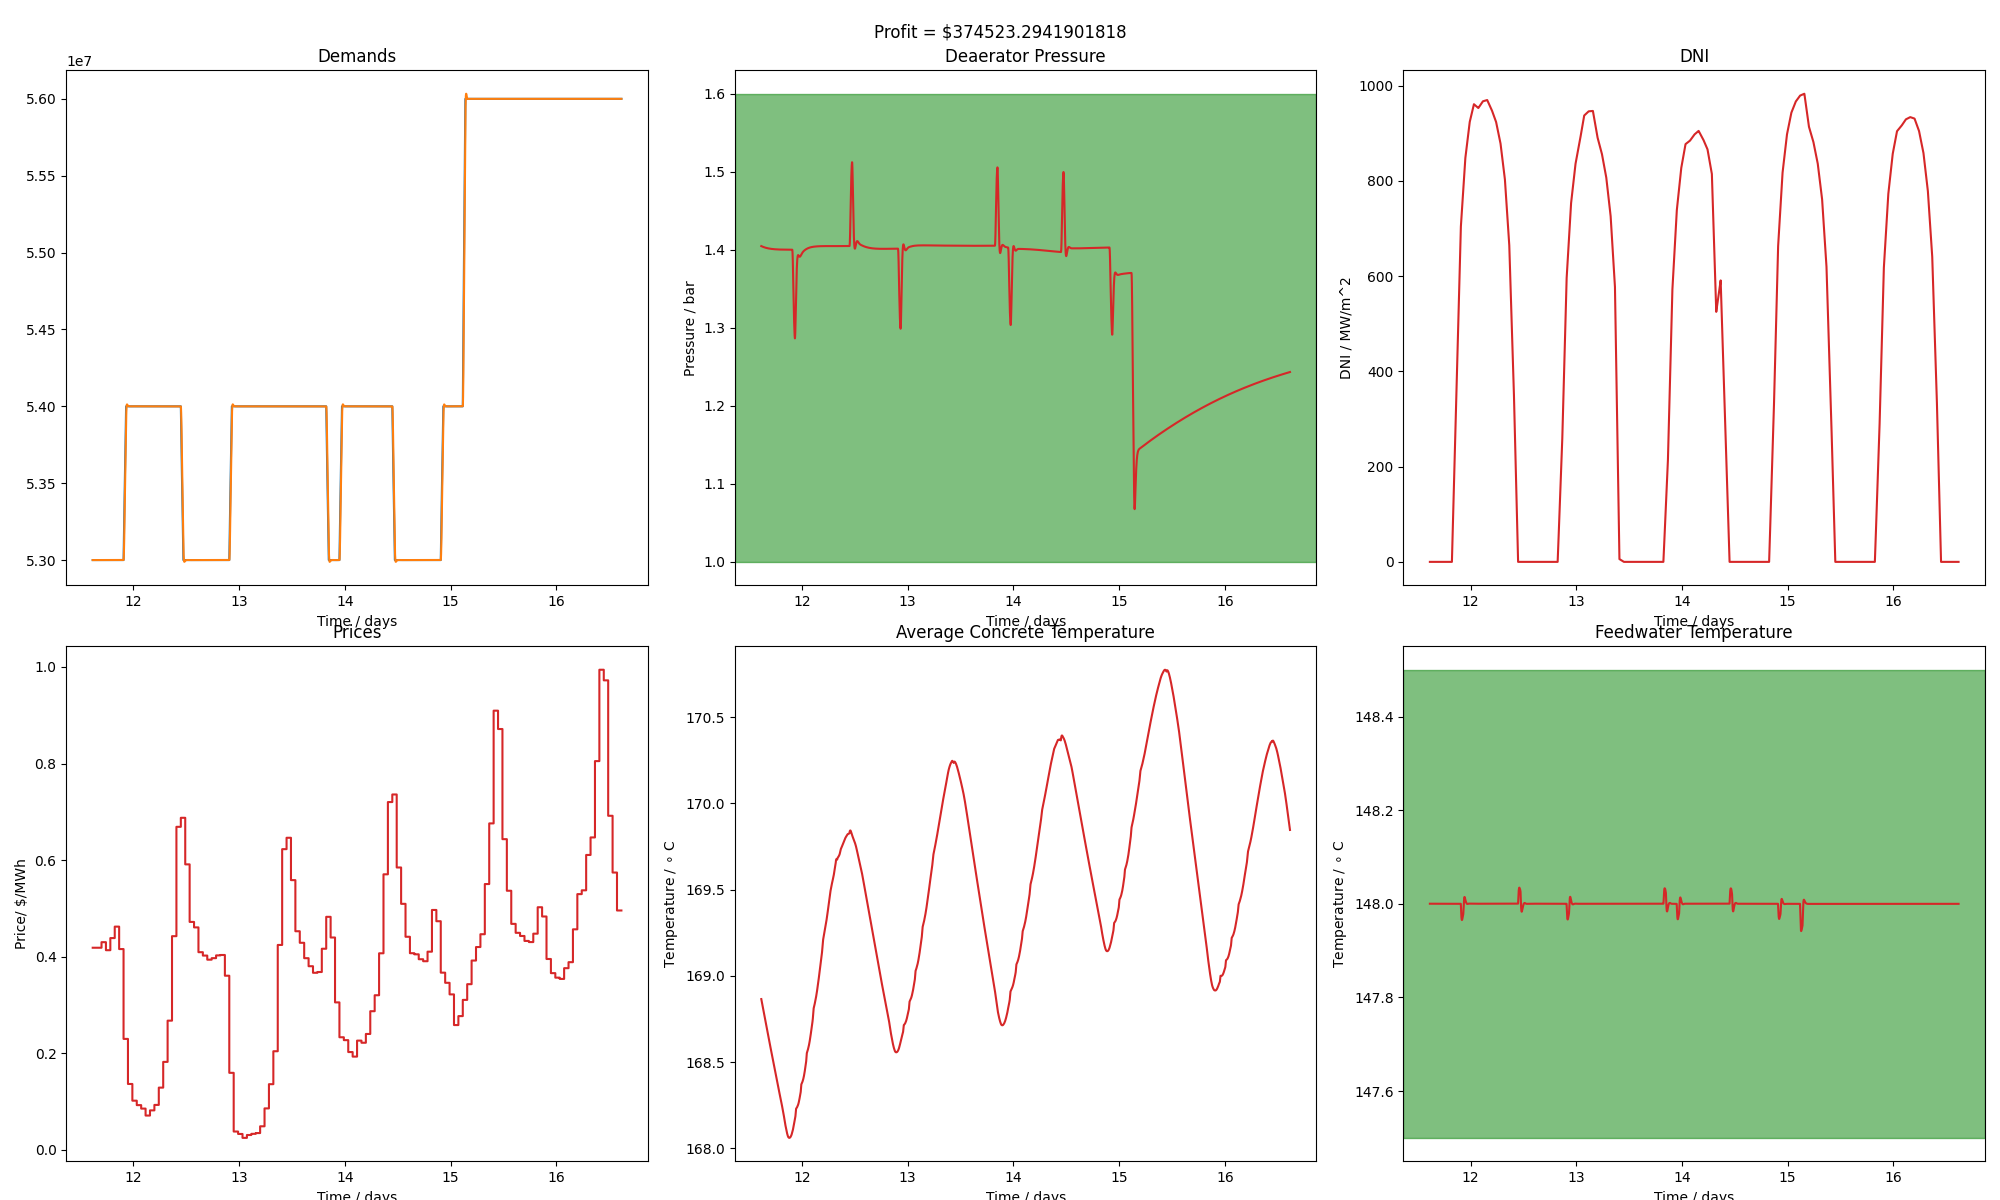 Profit = $374523.2941901818
Demands
1e7
5.60
5.55
5.50
5.45
5.40
5.35
5.30
12 13 14 15 16
Time / days
Deaerator Pressure
Pressure / bar
1.6
1.5
1.4
1.3
1.2
1.1
1.0
12 13 14 15 16
Time / days
DNI
DNI / MW/m^2
1000
800
600
400
200
0
12 13 14 15 16
Time / days
Prices
Price/ $/MWh
1.0
0.8
0.6
0.4
0.2
0.0
12 13 14 15 16
Time / days
Average Concrete Temperature
Temperature / ∘ C
170.5
170.0
169.5
169.0
168.5
168.0
12 13 14 15 16
Time / days
Feedwater Temperature
Temperature / ∘ C
148.4
148.2
148.0
147.8
147.6
12 13 14 15 16
Time / days